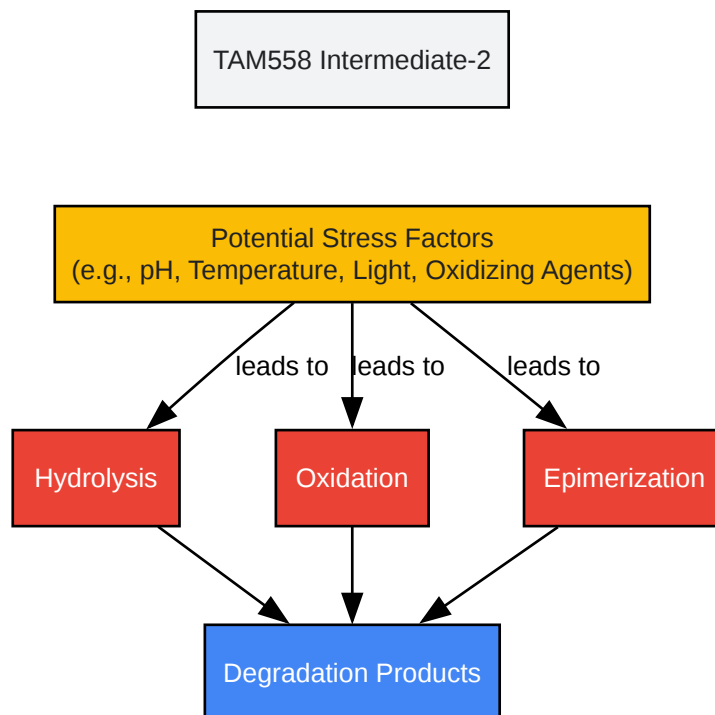 TAM558 Intermediate-2
Potential Stress Factors
(e.g., pH, Temperature, Light, Oxidizing Agents)
leads to
leads to
leads to
Hydrolysis
Oxidation
Epimerization
Degradation Products